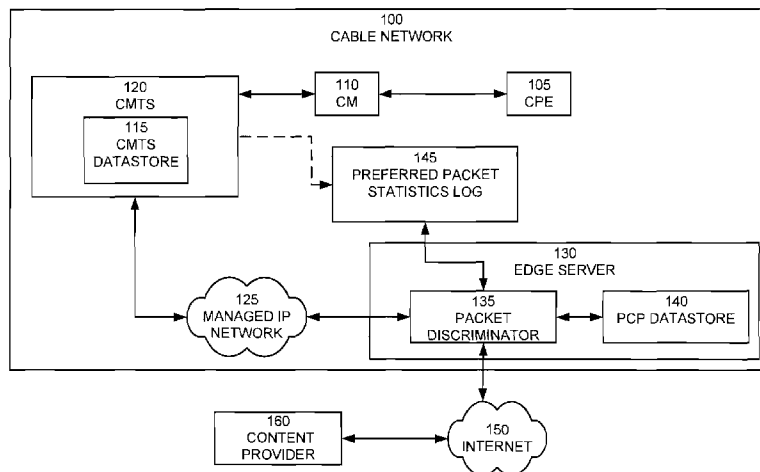 100
CABLE NETWORK
120
CMTS
110
CM
105
CPE
115
CMTS
DATASTORE
145
PREFERRED PACKET
STATISTICS LOG
130
EDGE SERVER
125
MANAGED IP
NETWORK
135
PACKET
DISCRIMINATOR
140
PCP DATASTORE
160
CONTENT
PROVIDER
150
INTERNET